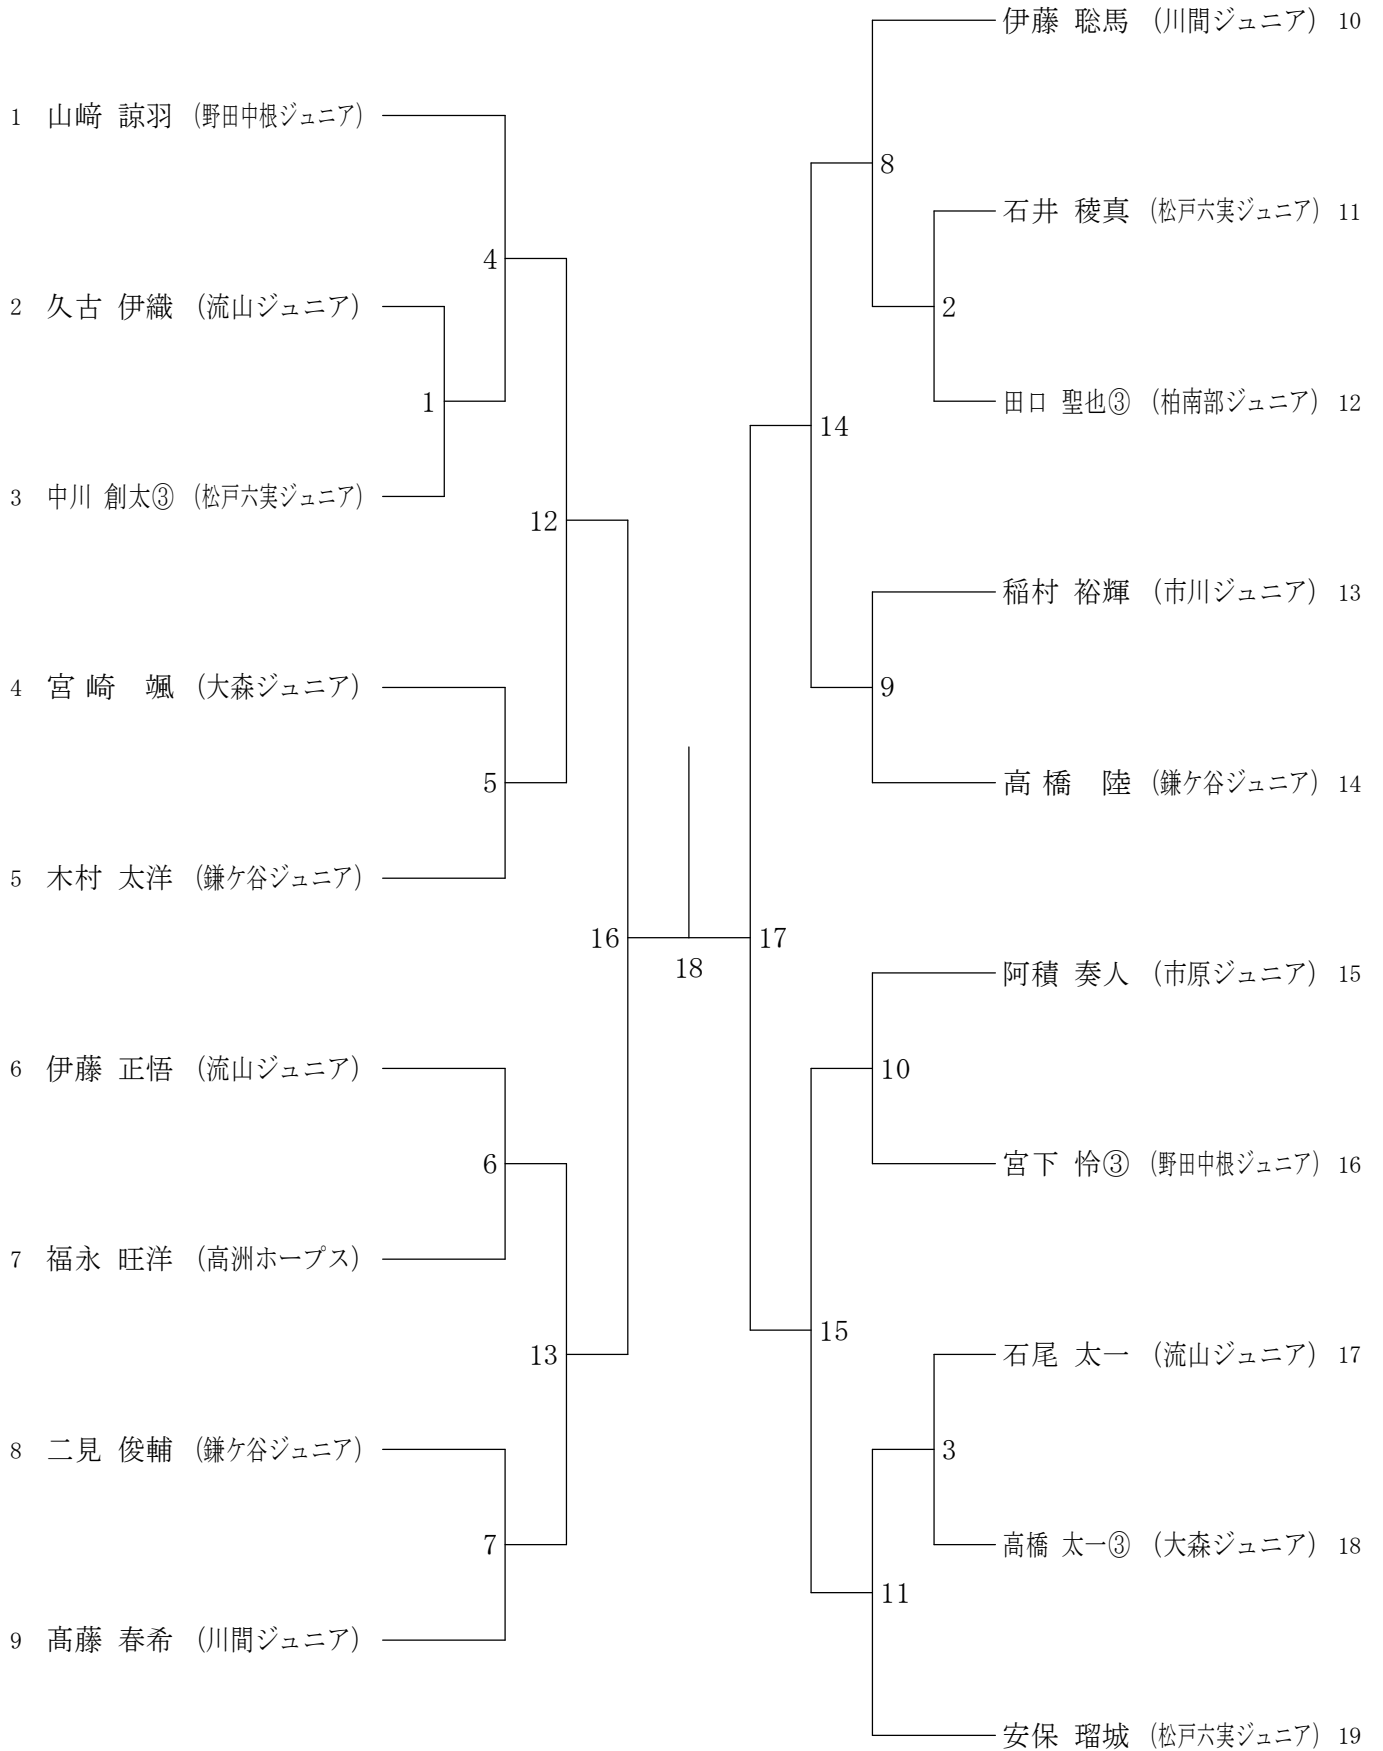 1 山﨑 諒羽 (野田中根ジュニア)
2 久古 伊織 (流山ジュニア)
3 中川 創太③ (松戸六実ジュニア)
4 宮崎 颯 (大森ジュニア)
5 木村 太洋 (鎌ケ谷ジュニア)
6 伊藤 正悟 (流山ジュニア)
7 福永 旺洋 (高洲ホープス)
8 二見 俊輔 (鎌ケ谷ジュニア)
9 髙藤 春希 (川間ジュニア)
1
4
5
6
7
12
13
16
18
17
14
15
8
2
9
10
3
11
伊藤 聡馬 (川間ジュニア) 10
石井 稜真 (松戸六実ジュニア) 11
田口 聖也③ (柏南部ジュニア) 12
稲村 裕輝 (市川ジュニア) 13
高橋 陸 (鎌ケ谷ジュニア) 14
阿積 奏人 (市原ジュニア) 15
宮下 怜③ (野田中根ジュニア) 16
石尾 太一 (流山ジュニア) 17
高橋 太一③ (大森ジュニア) 18
安保 瑠城 (松戸六実ジュニア) 19